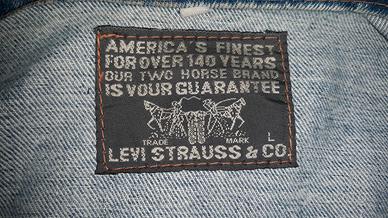 AMERICA'S FINEST
FOR OVER 140 YEARS
OUR TWO HORSE BRAND
IS YOUR GUARANTEE
TRADE MARK L
LEVI STRAUSS & CO